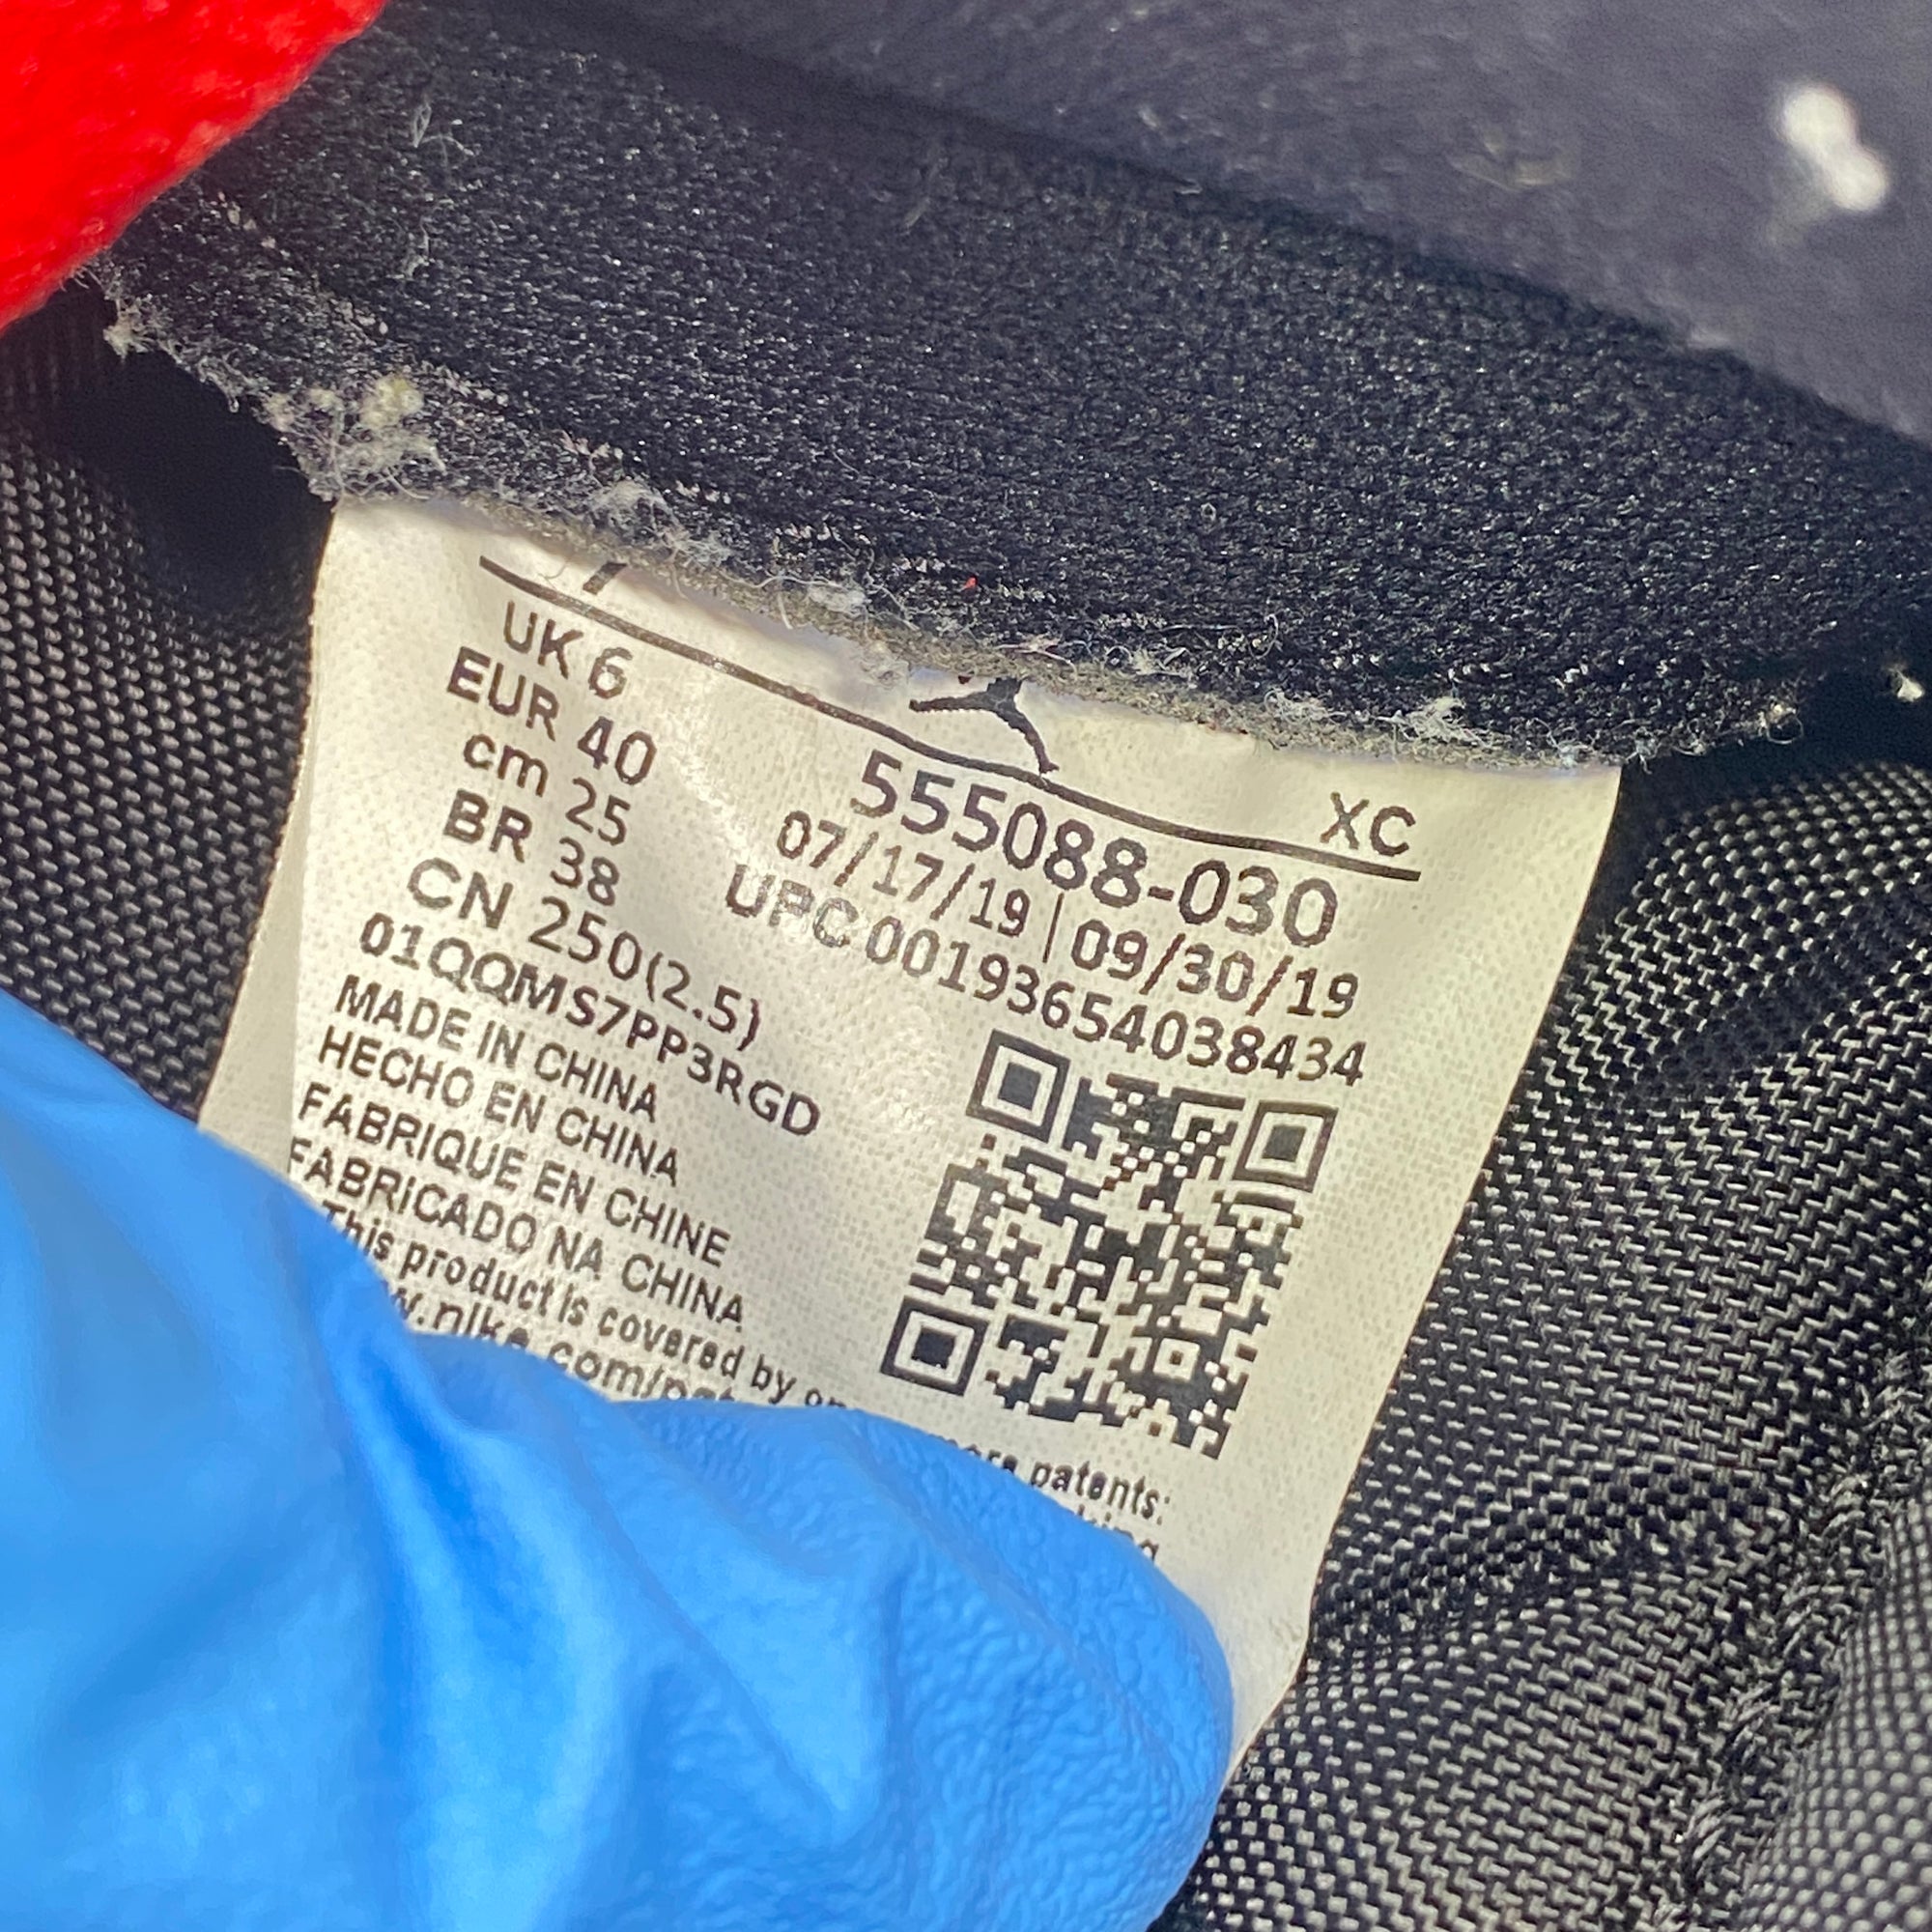 UK 6
EUR 40
cm 25
BR 38
CN 250(2.5)
01QQMS7PP3RGD
MADE IN CHINA
HECHO EN CHINA
FABRIQUE EN CHINE
FABRICADO NA CHINA
This product is covered by
patents:
XC
555088-030
07/17/19 | 09/30/19
UPC 00193654038434